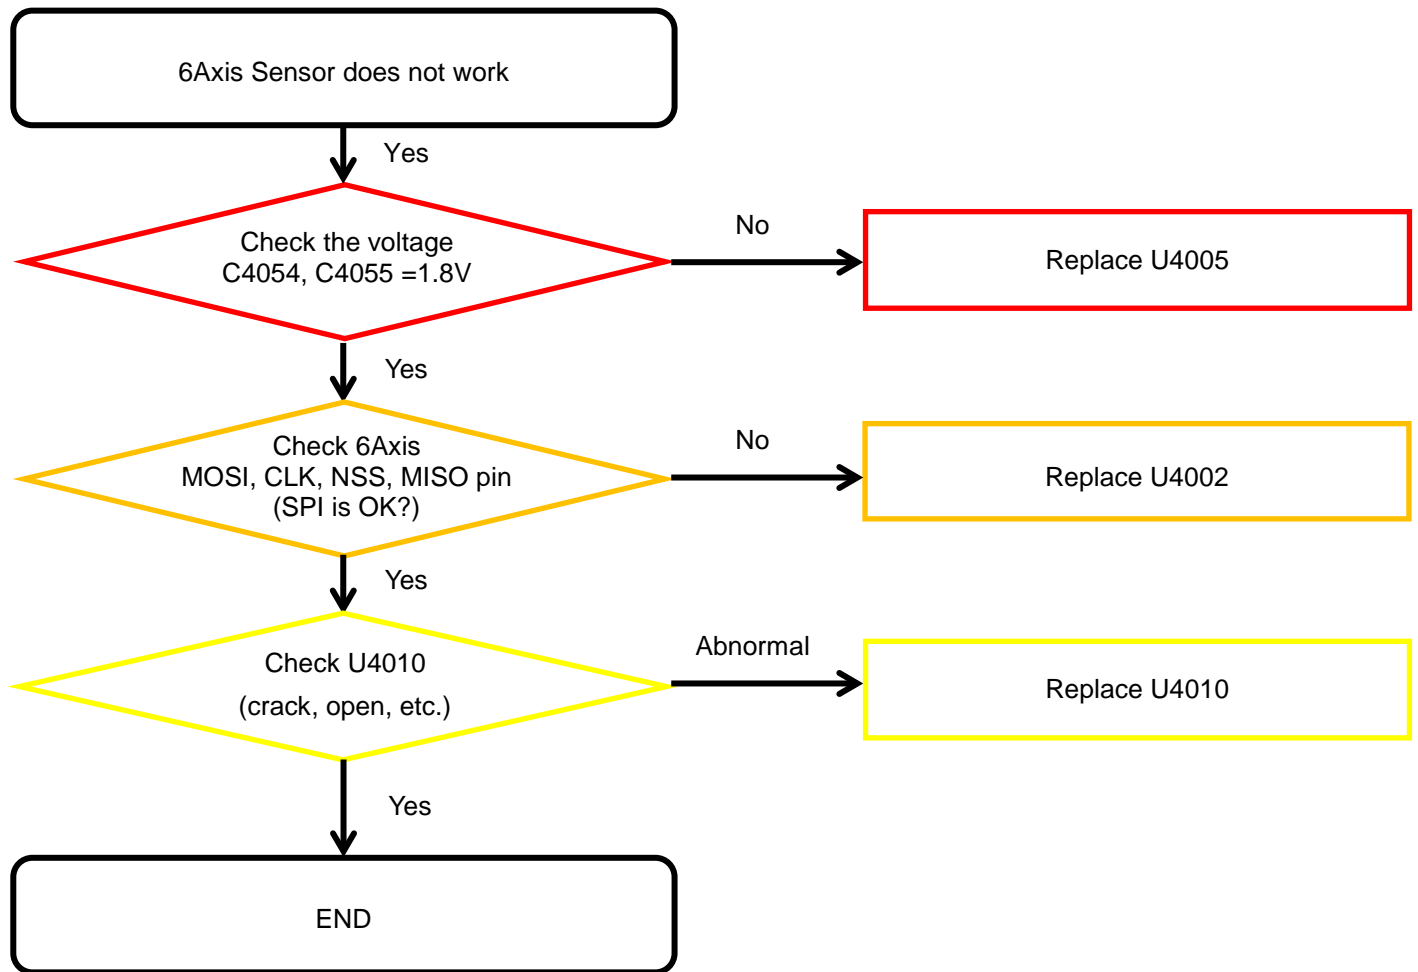 6Axis Sensor does not work
Yes
Check the voltage
C4054, C4055 =1.8V
No
Replace U4005
Yes
Check 6Axis
MOSI, CLK, NSS, MISO pin
(SPI is OK?)
No
Replace U4002
Yes
Check U4010
(crack, open, etc.)
Abnormal
Replace U4010
Yes
END